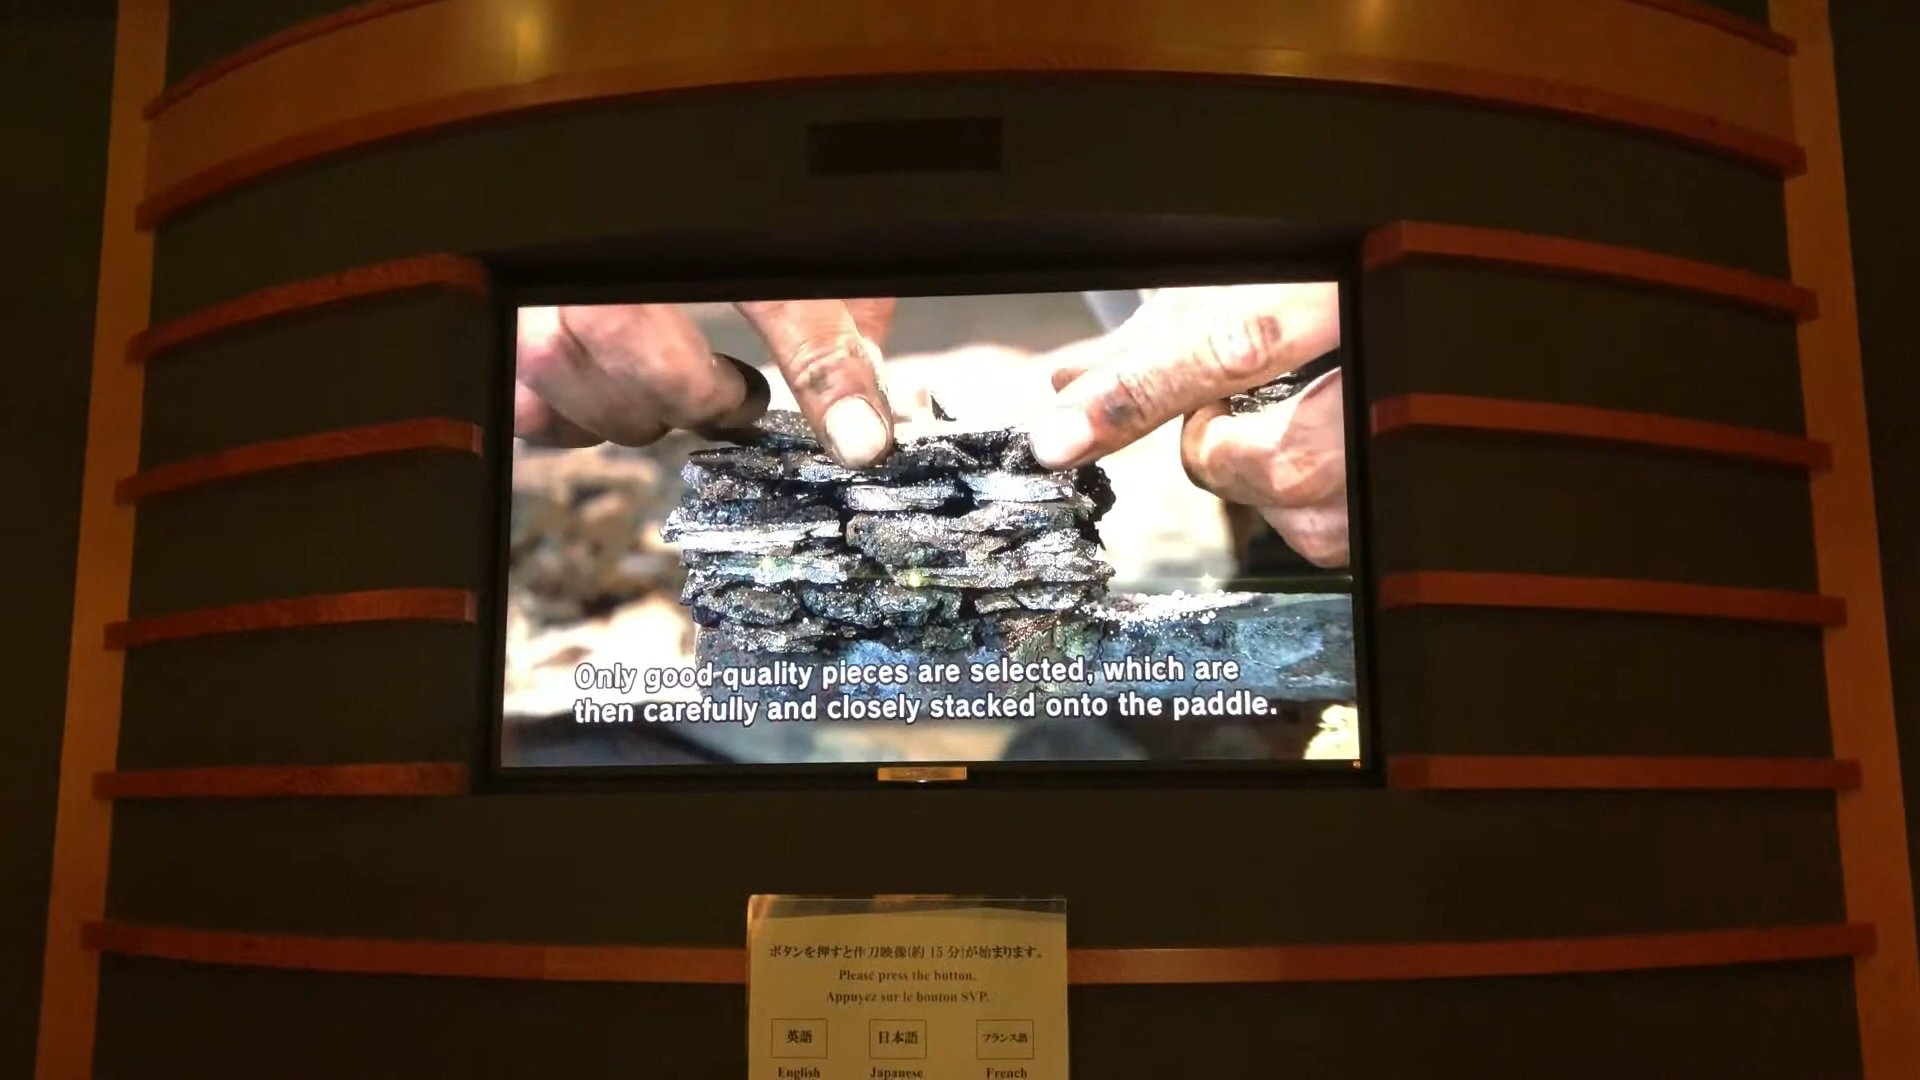 Only good-quality pieces are selected, which are
then carefully and closely stacked onto the paddle.
ボタンを押すと作刀映像(約 15 分)が始まります。
Please press the button.
Appuyez sur le bouton SVP.
英語 日本語 フランス語
English Japanese French